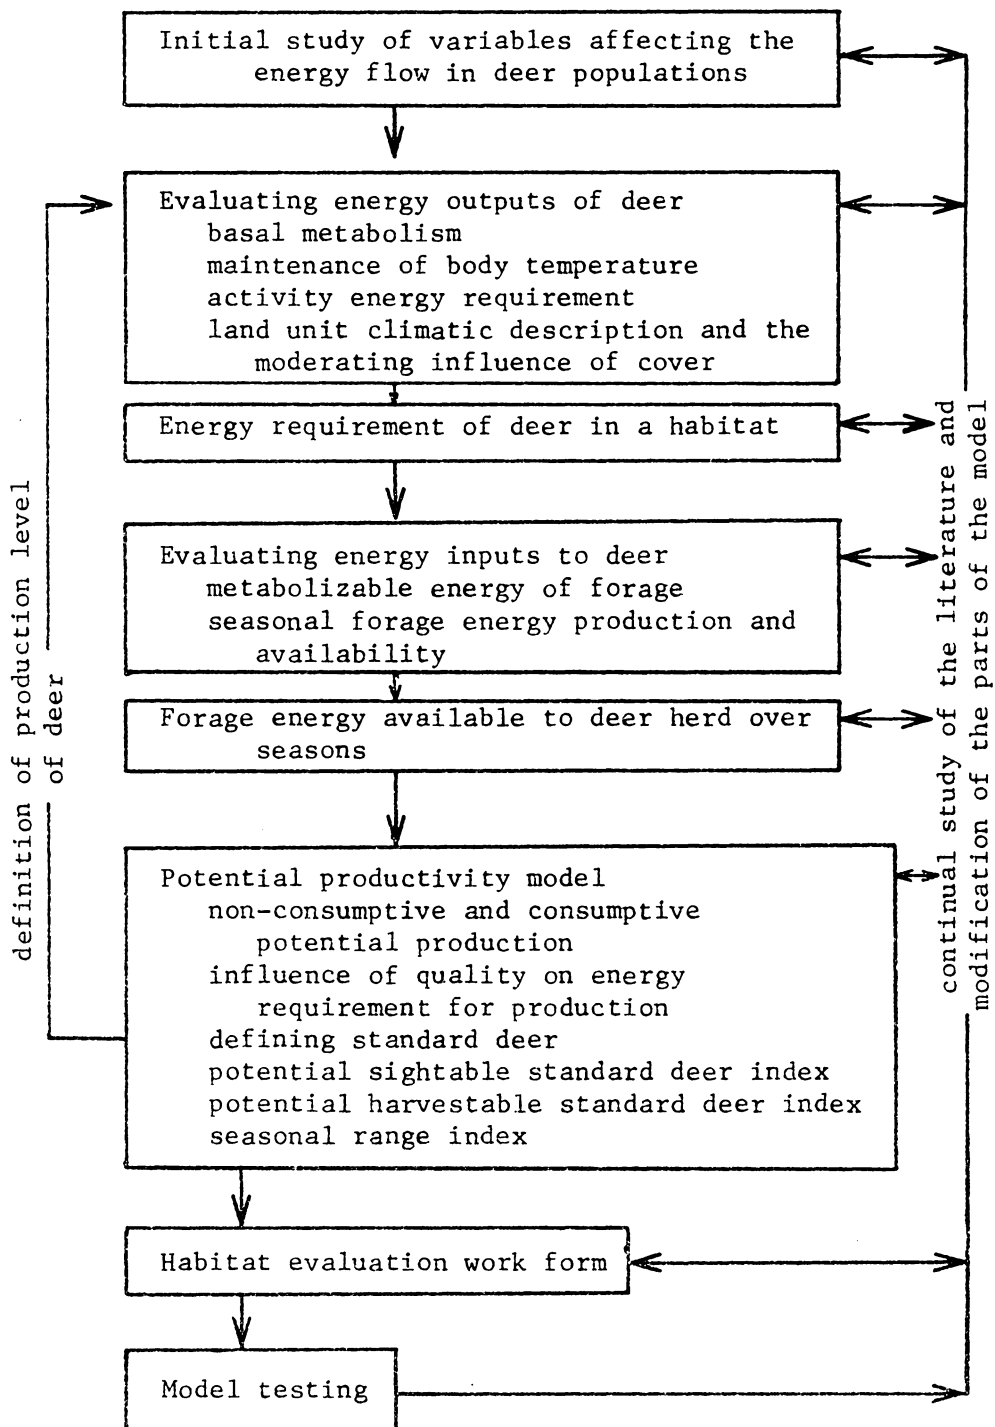 Initial study of variables affecting the
energy flow in deer populations
Evaluating energy outputs of deer
basal metabolism
maintenance of body temperature
activity energy requirement
land unit climatic description and the
moderating influence of cover
Energy requirement of deer in a habitat
Evaluating energy inputs to deer
metabolizable energy of forage
seasonal forage energy production and
availability
Forage energy available to deer herd over
seasons
Potential productivity model
non-consumptive and consumptive
potential production
influence of quality on energy
requirement for production
defining standard deer
potential sightable standard deer index
potential harvestable standard deer index
seasonal range index
Habitat evaluation work form
Model testing
definition of production level
of deer
continual study of the literature and
modification of the parts of the model